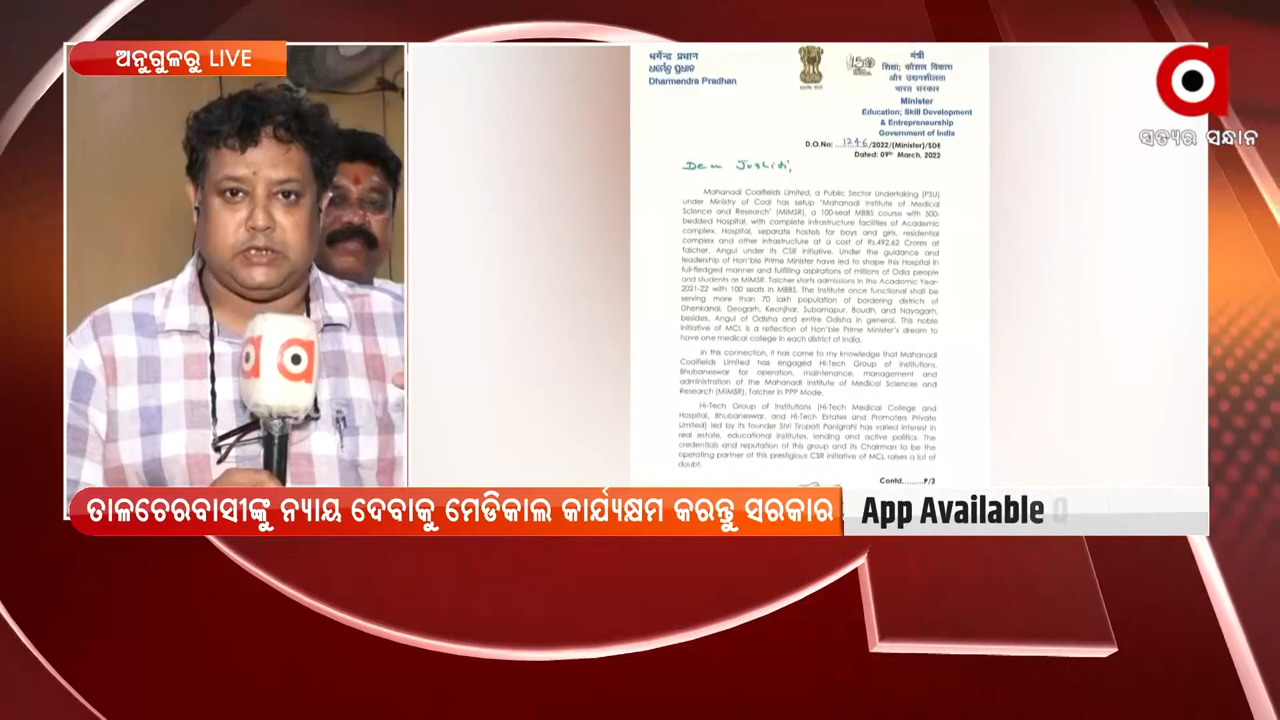 ଅନୁଗୁଳରୁ LIVE
धर्मेन्द्र प्रधान
ଧର୍ମେନ୍ଦ୍ର ପ୍ରଧାନ
Dharmendra Pradhan
मंत्री
शिक्षा; कौशल विकास
और उद्यमशीलता
भारत सरकार
Minister
Education; Skill Development
& Entrepreneurship
Government of India
D.O.No: ...1246./2022/(Minister)/SDE
Dated: 09th March, 2022
Dear
Mahanadi Coalfields Limited, a Public Sector Undertaking (PSU)
under Ministry of Coal has setup 'Mahanadi Institute of Medical
Science and Research' (MIMSR), a 100-seat MBBS course with 500-
bedded Hospital, with complete infrastructure facilities of Academic
complex, Hospital, separate hostels for boys and girls, residential
complex and other infrastructure at a cost of Rs.492.62 Crores at
Talcher, Angul under its CSR initiative. Under the guidance and
leadership of Hon'ble Prime Minister have led to shape this Hospital in
full-fledged manner and fulfilling aspirations of millions of Odia people
and students as MIMSR, Talcher starts admissions in the Academic Year-
2021-22 with 100 seats in MBBS. The Institute once functional shall be
serving more than 70 lakh population of bordering districts of
Dhenkanal, Deogarh, Keonjhar, Subarnapur, Boudh, and Nayagarh,
besides, Angul of Odisha and entire Odisha in general. This noble
initiative of MCL is a reflection of Hon'ble Prime Minister's dream to
have one medical college in each district of India.
In this connection, it has come to my knowledge that Mahanadi
Coalfields Limited has engaged Hi-Tech Group of Institutions,
Bhubaneswar for operation, maintenance, management and
administration of the Mahanadi Institute of Medical Sciences and
Research (MIMSR), Talcher in PPP Mode.
Hi-Tech Group of Institutions (Hi-Tech Medical College and
Hospital, Bhubaneswar, and Hi-Tech Estates and Promoters Private
Limited) led by its founder Shri Tirupati Panigrahi has varied interest in
real estate, educational institutes, lending and active politics. The
credentials and reputation of this group and its Chairman to be the
operating partner of this prestigious CSR initiative of MCL raises a lot of
doubt.
Contd.........P/2
ସତ୍ୟର ସନ୍ଧାନ
ତାଳଚେରବାସୀଙ୍କୁ ନ୍ୟାୟ ଦେବାକୁ ମେଡିକାଲ କାର୍ଯ୍ୟକ୍ଷମ କରନ୍ତୁ ସରକାର
App Available